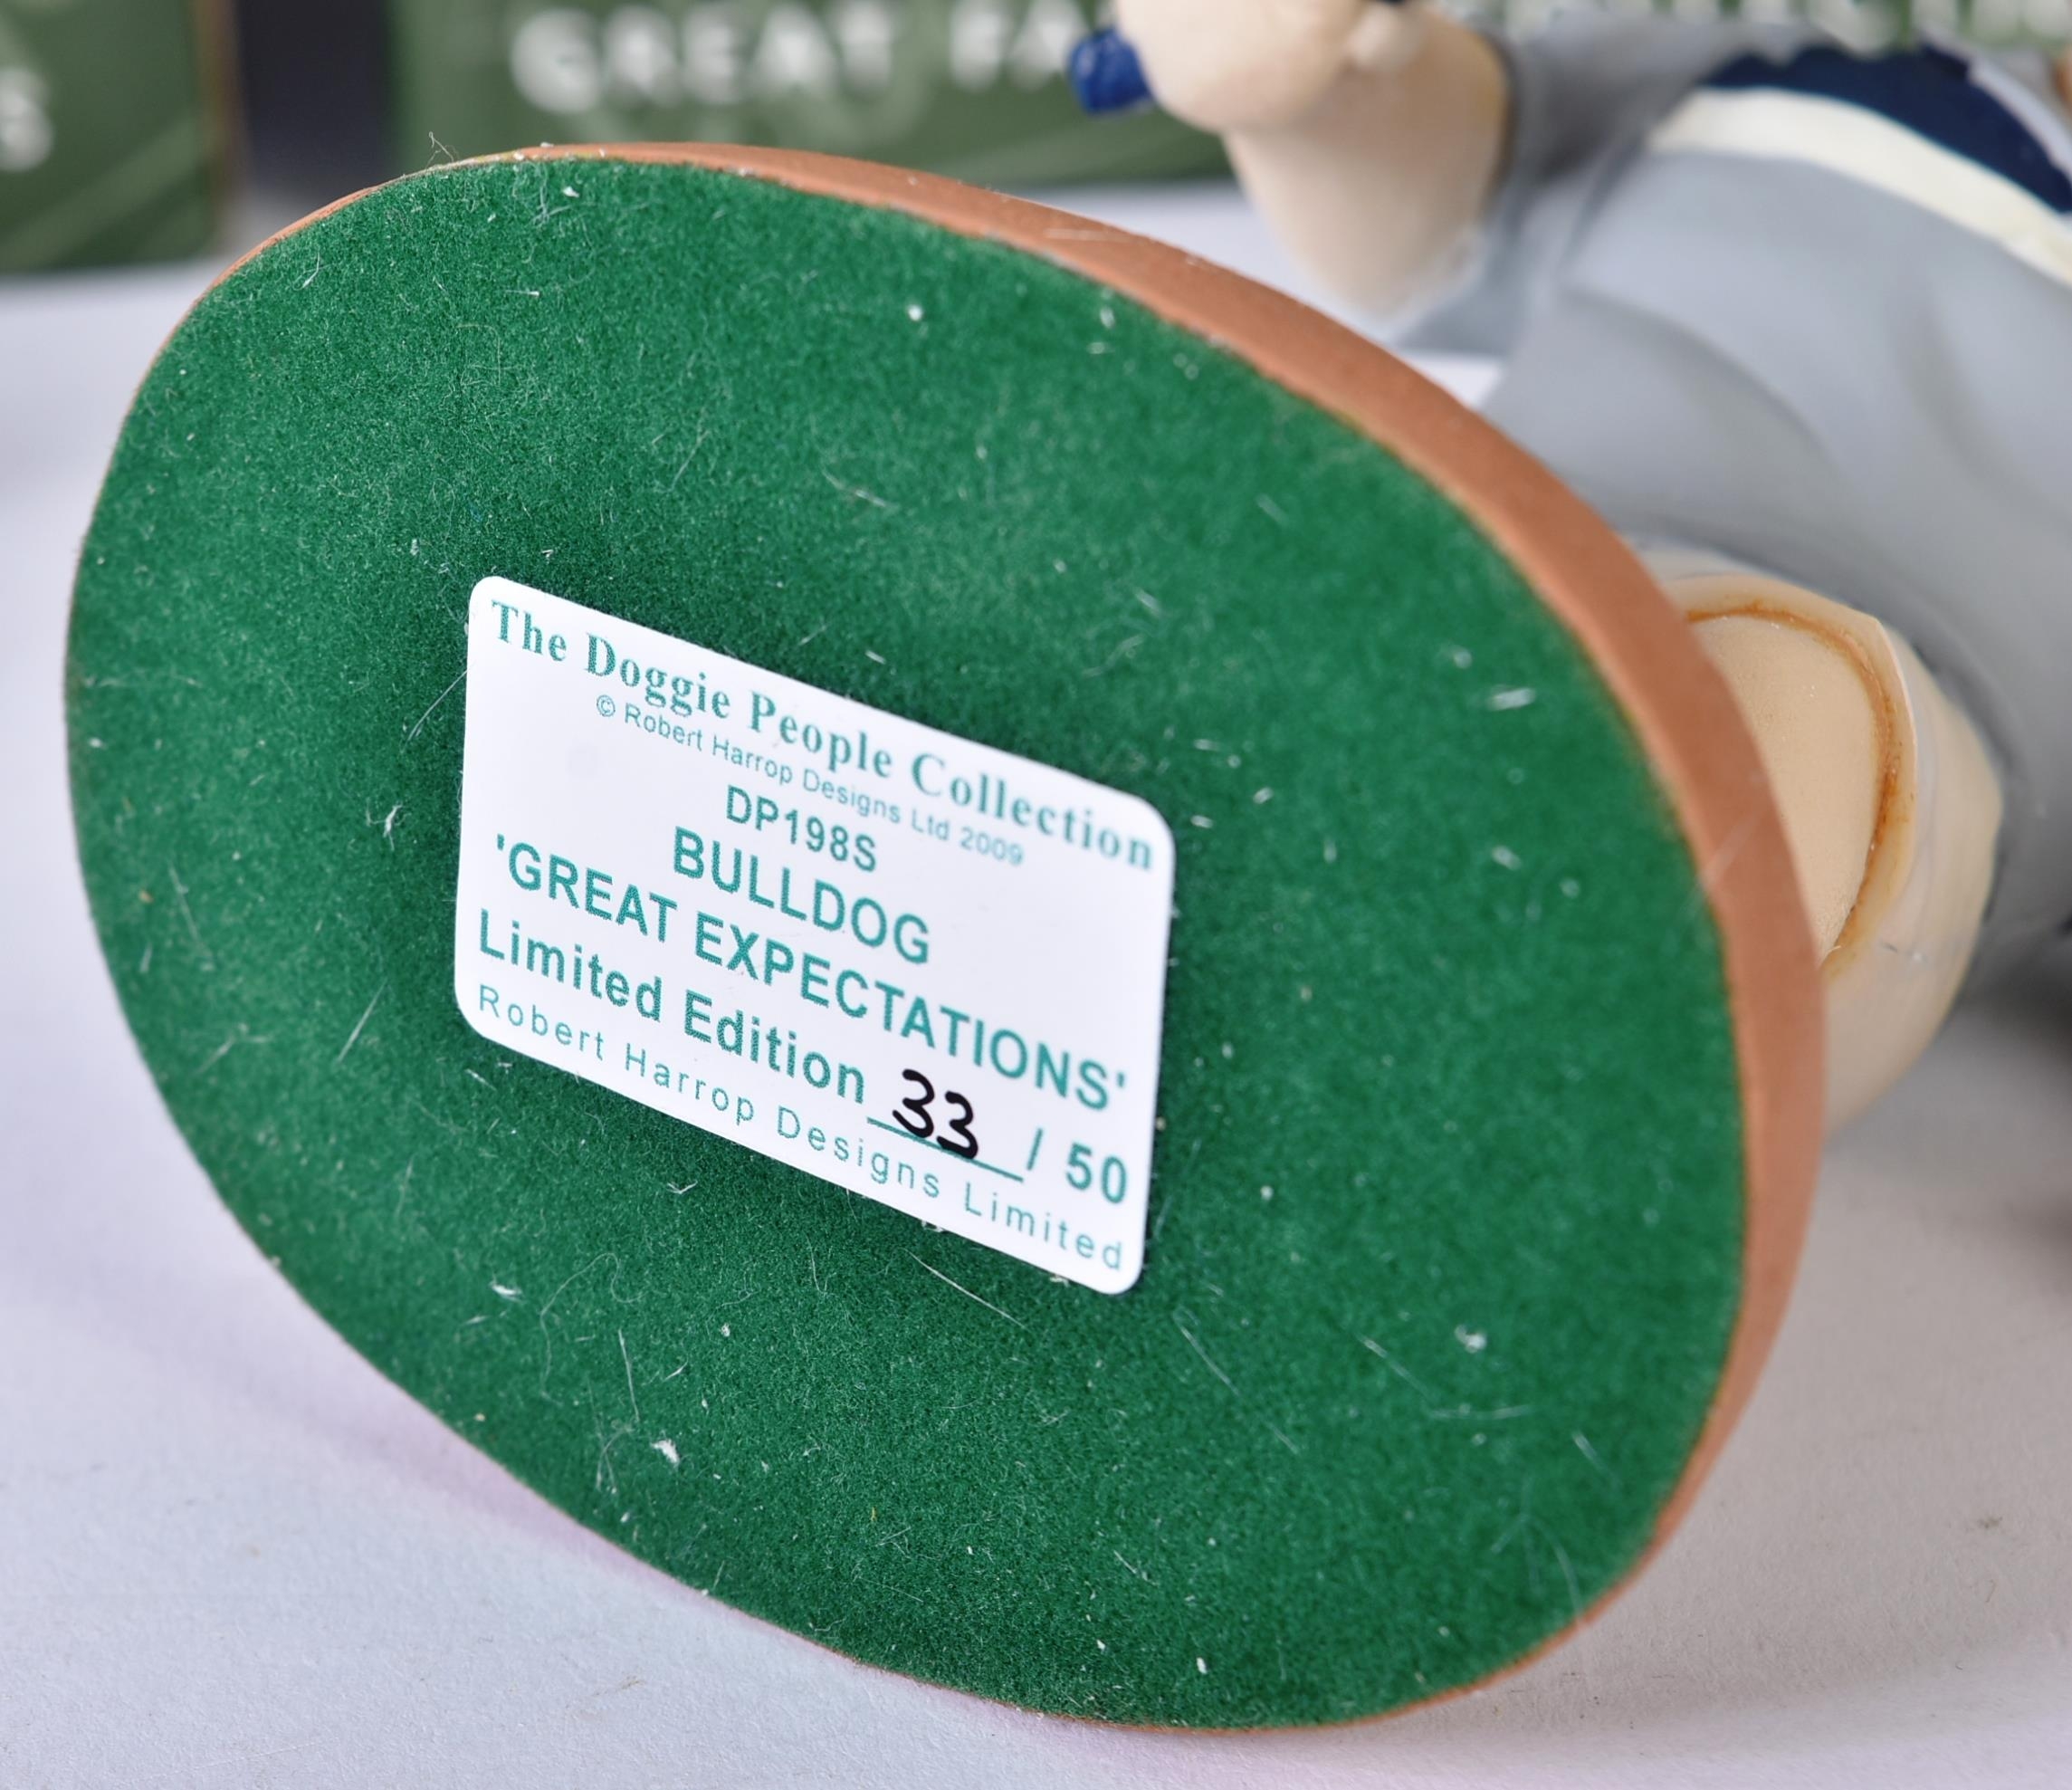 GREAT
The Doggie People Collection
© Robert Harrop Designs Ltd 2009
DP198S
BULLDOG
'GREAT EXPECTATIONS'
Limited Edition 33 / 50
Robert Harrop Designs Limited